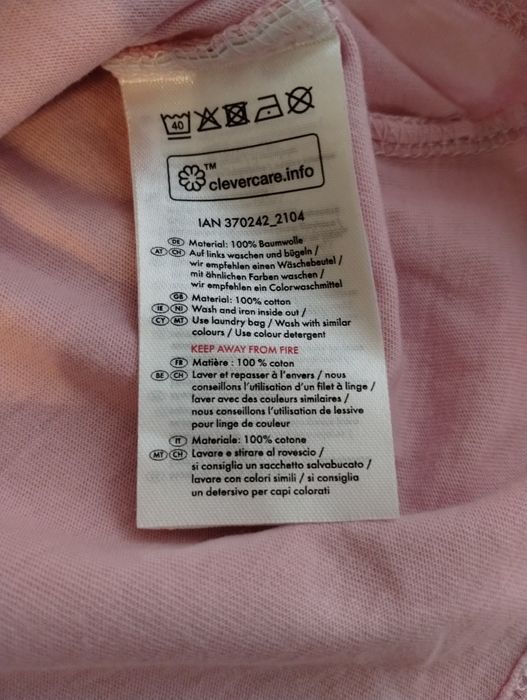 40
™
clevercare.info
IAN 370242_2104
DE Material: 100% Baumwolle
AT CH Auf links waschen und bügeln /
wir empfehlen einen Wäschebeutel /
mit ähnlichen Farben waschen /
wir empfehlen ein Colorwaschmittel
GB Material: 100% cotton
IE NI Wash and iron inside out /
CY MT Use laundry bag / Wash with similar
colours / Use colour detergent
KEEP AWAY FROM FIRE
FR Matière : 100 % coton
BE CH Laver et repasser à l'envers / nous
conseillons l'utilisation d'un filet à linge /
laver avec des couleurs similaires /
nous conseillons l'utilisation de lessive
pour linge de couleur
IT Materiale: 100% cotone
MT CH Lavare e stirare al rovescio /
si consiglia un sacchetto salvabucato /
lavare con colori simili / si consiglia
un detersivo per capi colorati